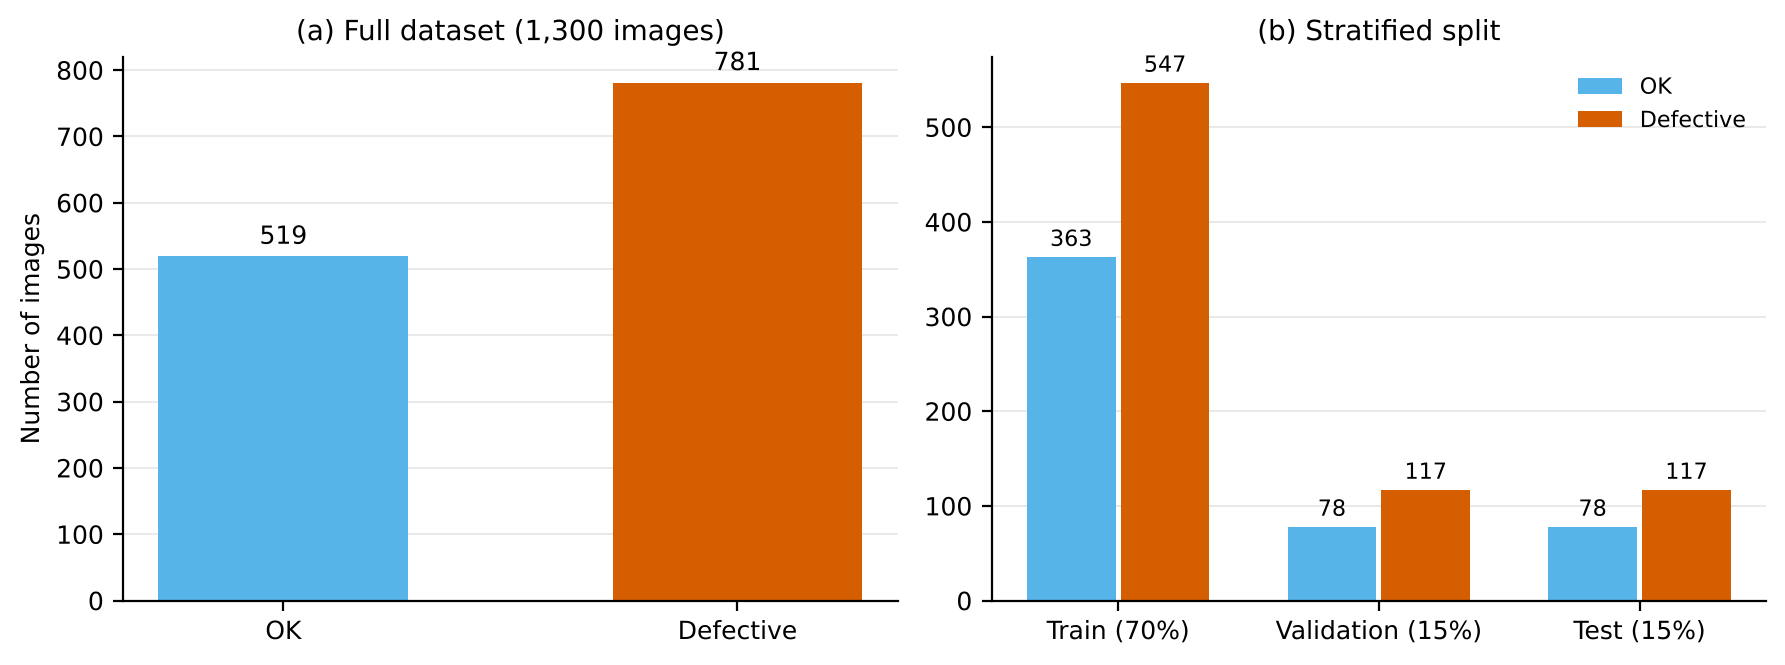 (a) Full dataset (1,300 images)
Number of images
800
700
600
500
400
300
200
100
0
519
781
OK
Defective
(b) Stratified split
OK
Defective
500
400
300
200
100
0
363
547
78
117
78
117
Train (70%)
Validation (15%)
Test (15%)